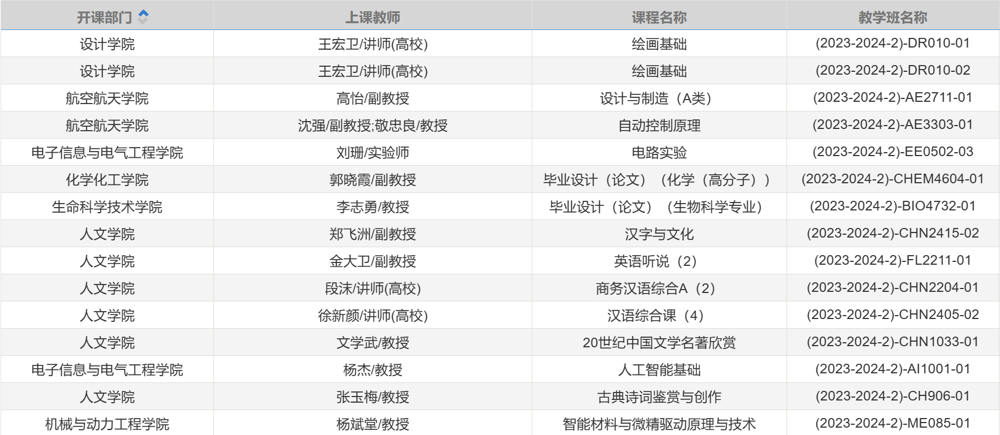 开课部门 上课教师 课程名称 教学班名称
设计学院 王宏卫/讲师(高校) 绘画基础 (2023-2024-2)-DR010-01
设计学院 王宏卫/讲师(高校) 绘画基础 (2023-2024-2)-DR010-02
航空航天学院 高怡/副教授 设计与制造（A类） (2023-2024-2)-AE2711-01
航空航天学院 沈强/副教授;敬忠良/教授 自动控制原理 (2023-2024-2)-AE3303-01
电子信息与电气工程学院 刘珊/实验师 电路实验 (2023-2024-2)-EE0502-03
化学化工学院 郭晓霞/副教授 毕业设计（论文）（化学（高分子）） (2023-2024-2)-CHEM4604-01
生命科学技术学院 李志勇/教授 毕业设计（论文）（生物科学专业） (2023-2024-2)-BIO4732-01
人文学院 郑飞洲/副教授 汉字与文化 (2023-2024-2)-CHN2415-02
人文学院 金大卫/副教授 英语听说（2） (2023-2024-2)-FL2211-01
人文学院 段沫/讲师(高校) 商务汉语综合A（2） (2023-2024-2)-CHN2204-01
人文学院 徐新颜/讲师(高校) 汉语综合课（4） (2023-2024-2)-CHN2405-02
人文学院 文学武/教授 20世纪中国文学名著欣赏 (2023-2024-2)-CHN1033-01
电子信息与电气工程学院 杨杰/教授 人工智能基础 (2023-2024-2)-AI1001-01
人文学院 张玉梅/教授 古典诗词鉴赏与创作 (2023-2024-2)-CH906-01
机械与动力工程学院 杨斌堂/教授 智能材料与微精驱动原理与技术 (2023-2024-2)-ME085-01